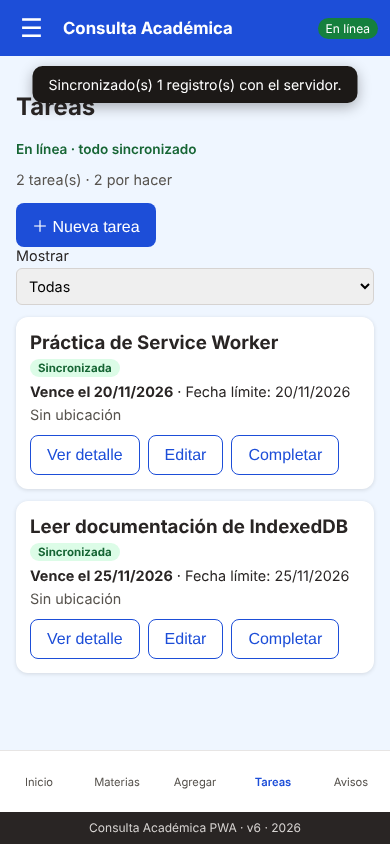 ☰ Consulta Académica En línea
Sincronizado(s) 1 registro(s) con el servidor.
Tareas
En línea · todo sincronizado
2 tarea(s) · 2 por hacer
+ Nueva tarea
Mostrar
Todas
Práctica de Service Worker
Sincronizada
Vence el 20/11/2026 · Fecha límite: 20/11/2026
Sin ubicación
Ver detalle Editar Completar
Leer documentación de IndexedDB
Sincronizada
Vence el 25/11/2026 · Fecha límite: 25/11/2026
Sin ubicación
Ver detalle Editar Completar
Inicio Materias Agregar Tareas Avisos
Consulta Académica PWA · v6 · 2026